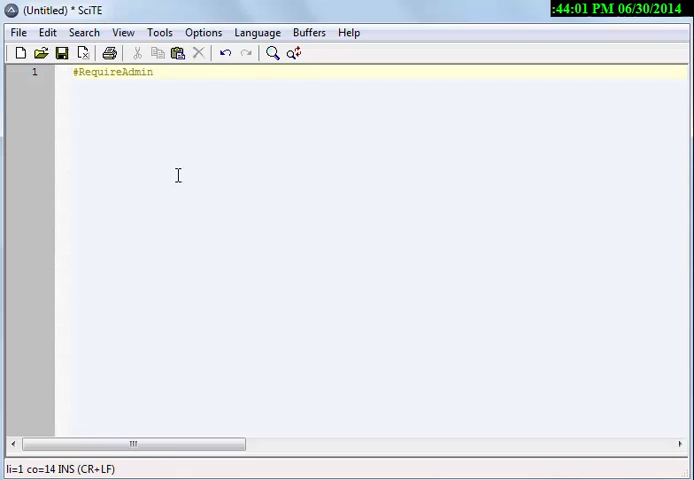 (Untitled) * SciTE
:44:01 PM 06/30/2014
File Edit Search View Tools Options Language Buffers Help
1 #RequireAdmin
li=1 co=14 INS (CR+LF)